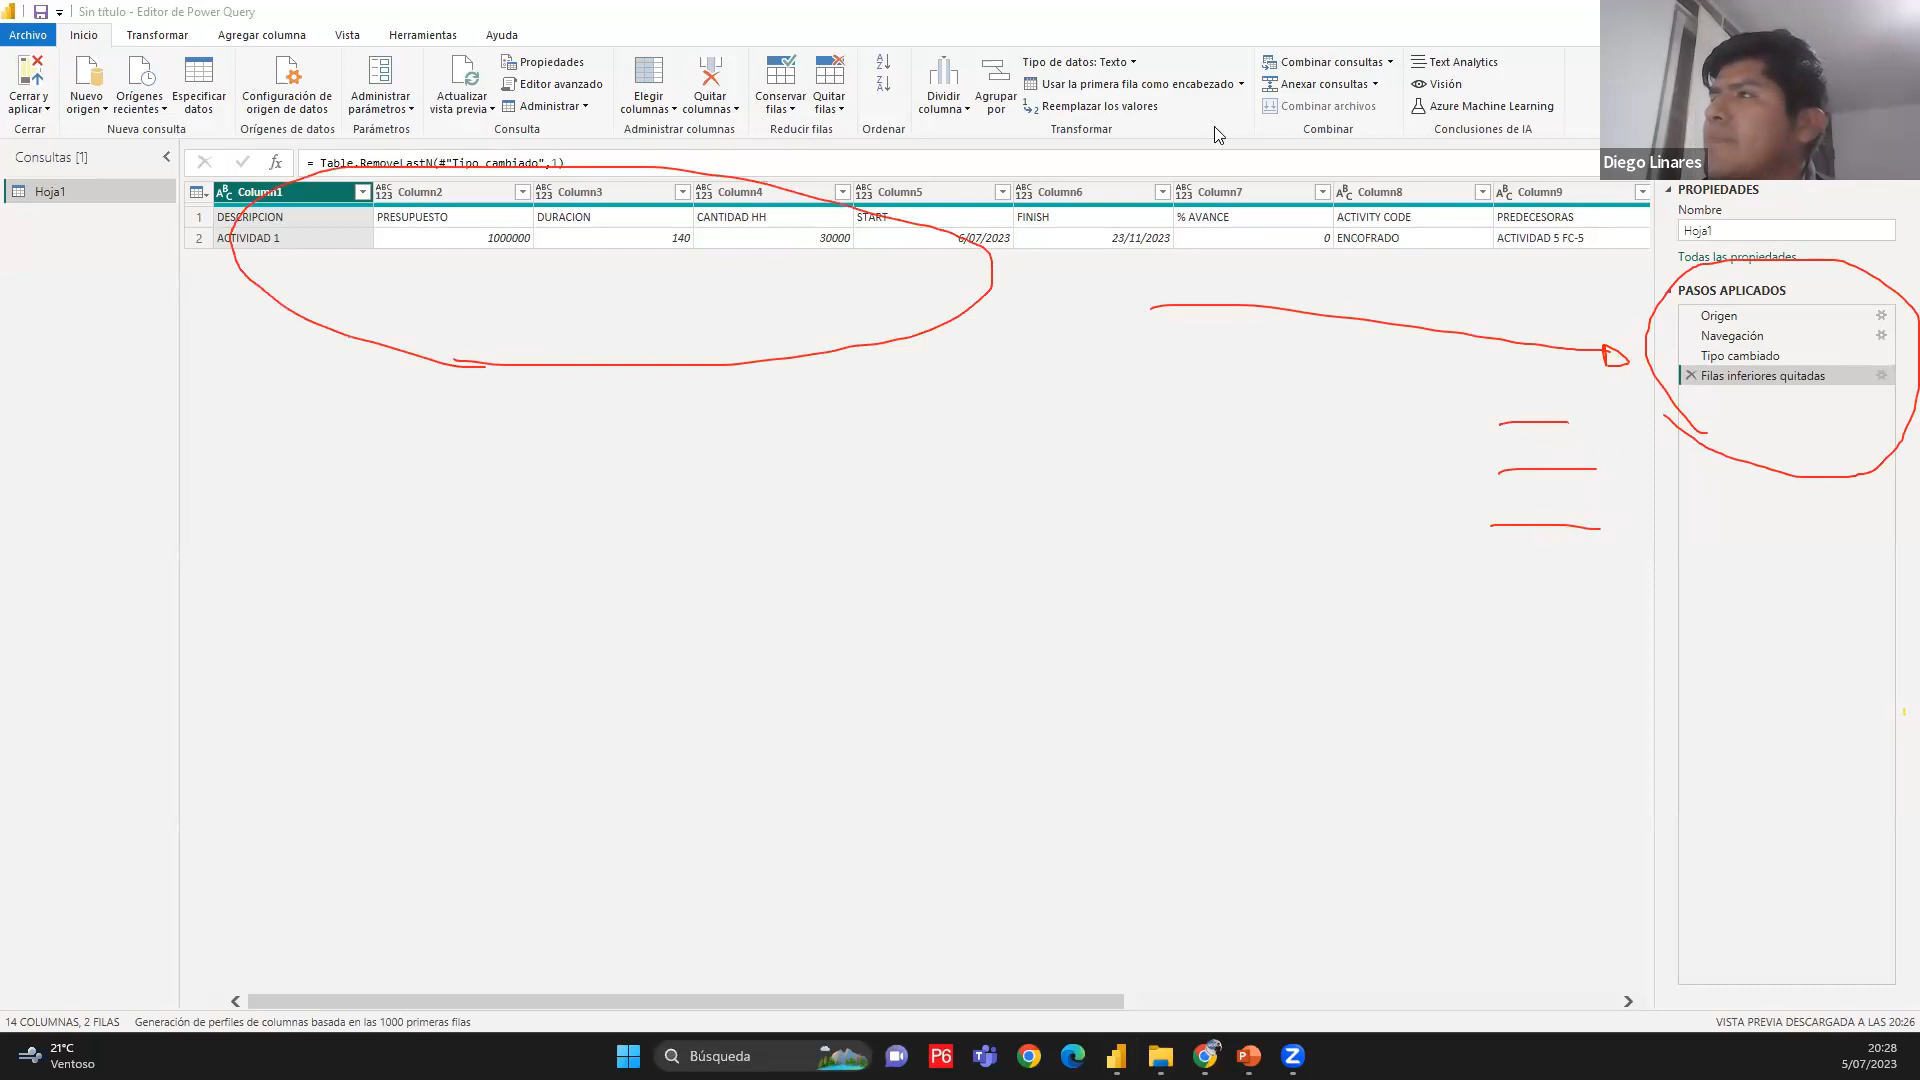 Sin título - Editor de Power Query
Archivo Inicio Transformar Agregar columna Vista Herramientas Ayuda
Cerrar y aplicar
Nuevo origen
Orígenes recientes
Especificar datos
Configuración de origen de datos
Administrar parámetros
Actualizar vista previa
Propiedades
Editor avanzado
Administrar
Elegir columnas
Quitar columnas
Conservar filas
Quitar filas
Dividir columna
Agrupar por
Tipo de datos: Texto
Usar la primera fila como encabezado
Reemplazar los valores
Combinar consultas
Anexar consultas
Combinar archivos
Text Analytics
Visión
Azure Machine Learning
Cerrar Nueva consulta Orígenes de datos Parámetros Consulta Administrar columnas Reducir filas Ordenar Transformar Combinar Conclusiones de IA
Diego Linares
Consultas [1]
Hoja1
= Table.RemoveLastN(#"Tipo cambiado",1)
Column1 Column2 Column3 Column4 Column5 Column6 Column7 Column8 Column9
1 DESCRIPCION PRESUPUESTO DURACION CANTIDAD HH START FINISH % AVANCE ACTIVITY CODE PREDECESORAS
2 ACTIVIDAD 1 1000000 140 30000 6/07/2023 23/11/2023 0 ENCOFRADO ACTIVIDAD 5 FC-5
PROPIEDADES
Nombre
Hoja1
Todas las propiedades
PASOS APLICADOS
Origen
Navegación
Tipo cambiado
Filas inferiores quitadas
14 COLUMNAS, 2 FILAS Generación de perfiles de columnas basada en las 1000 primeras filas VISTA PREVIA DESCARGADA A LAS 20:26
21°C
Ventoso
Búsqueda
P6
20:28
5/07/2023